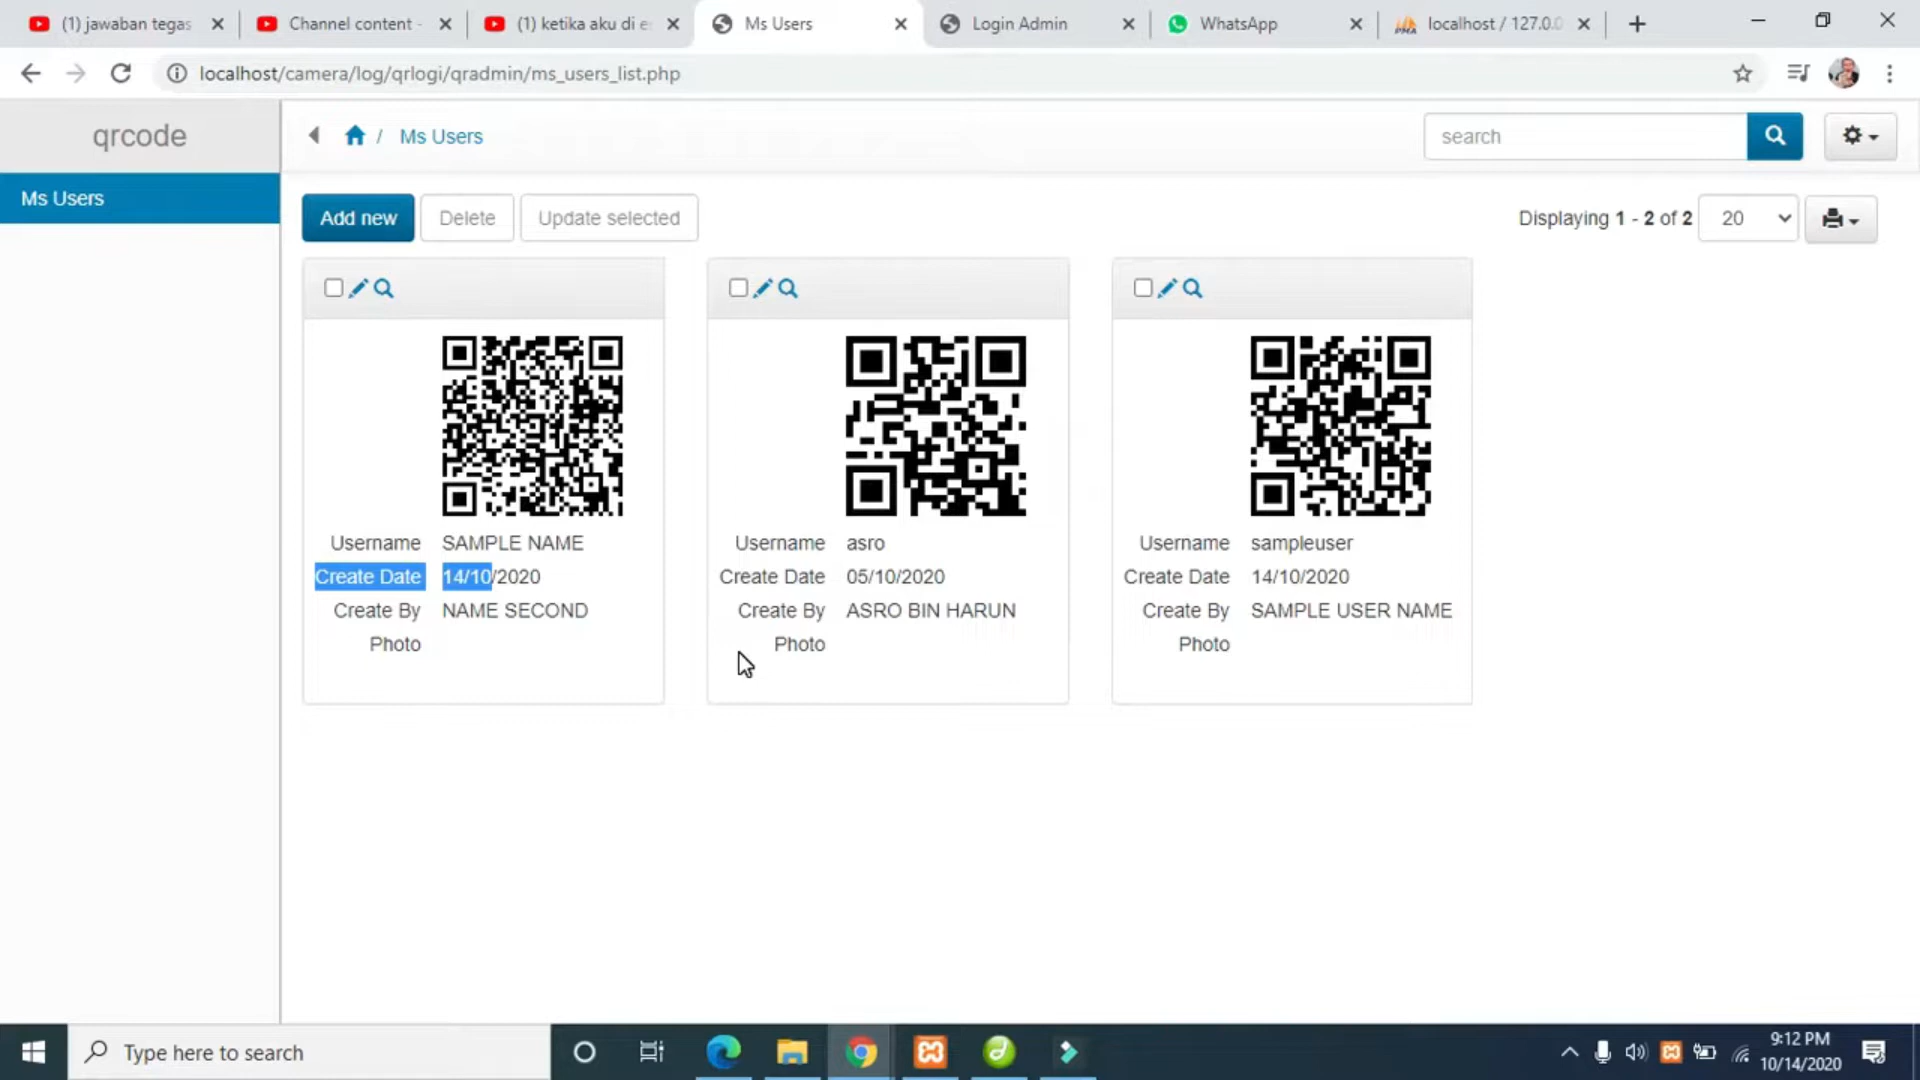 (1) jawaban tegas
Channel content -
(1) ketika aku di e
Ms Users
Login Admin
WhatsApp
localhost / 127.0.0
localhost/camera/log/qrlogi/qradmin/ms_users_list.php
qrcode
/ Ms Users
search
Ms Users
Add new
Delete
Update selected
Displaying 1 - 2 of 2
20
Username SAMPLE NAME
Create Date 14/10/2020
Create By NAME SECOND
Photo
Username asro
Create Date 05/10/2020
Create By ASRO BIN HARUN
Photo
Username sampleuser
Create Date 14/10/2020
Create By SAMPLE USER NAME
Photo
Type here to search
9:12 PM
10/14/2020